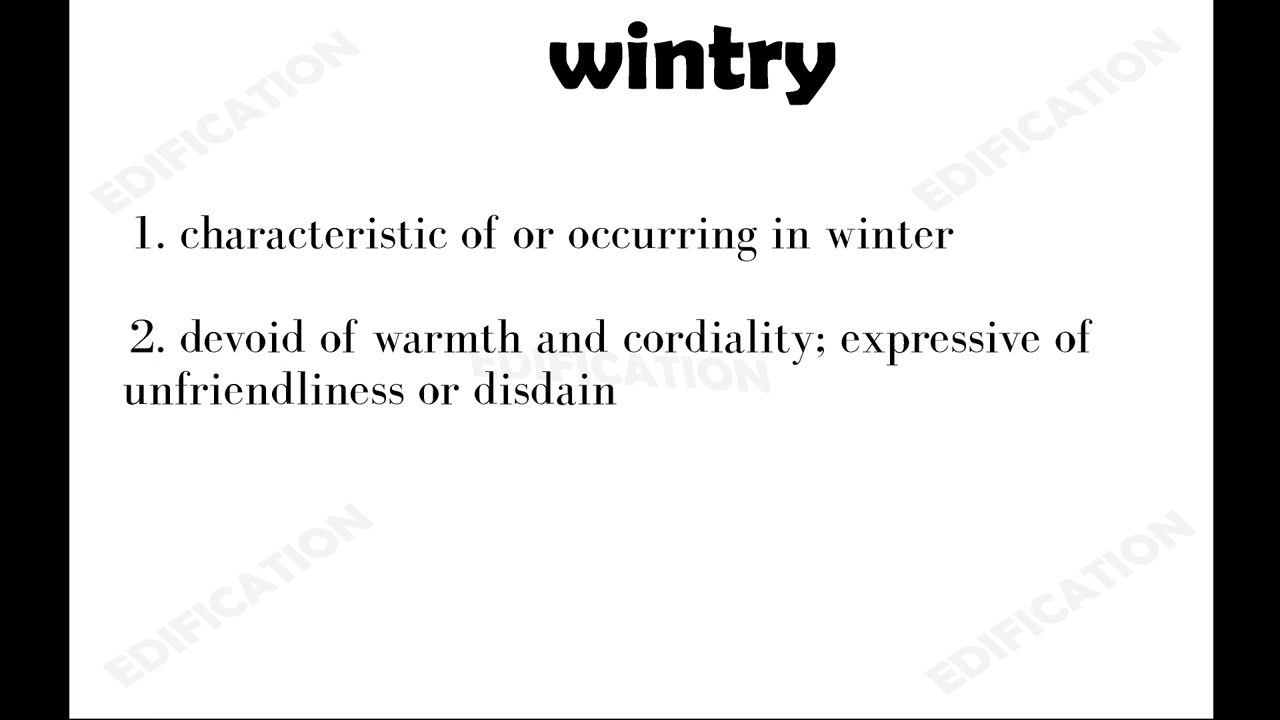 wintry
EDIFICATION
EDIFICATION
1. characteristic of or occurring in winter
2. devoid of warmth and cordiality; expressive of
unfriendliness or disdain
EDIFICATION
EDIFICATION
EDIFICATION